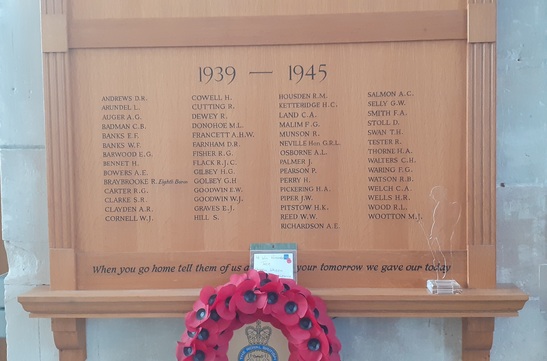 1939 — 1945
ANDREWS D.R.
ARUNDEL L.
AUGER A.G.
BADMAN C.B.
BANKS E.F.
BANKS W.F.
BARWOOD E.G.
BENNET H.
BOWERS A.E.
BRAYBROOKE R. Eighth Baron
CARTER R.G.
CLARKE S.R.
CLAYDEN A.R.
CORNELL W.J.
COWELL H.
CUTTING R.
DEWEY R.
DONOHOE M.L.
FRANCETT A.H.W.
FARNHAM D.R.
FISHER R.G.
FLACK R.J.C.
GILBEY H.G.
GOLBEY G.H
GOODWIN E.W.
GOODWIN W.J.
GRAVES E.J.
HILL S.
HOUSDEN R.M.
KETTERIDGE H.C.
LAND C.A.
MALIM F.G.
MUNSON R.
NEVILLE Hon. G.R.L.
OSBORNE A.L.
PALMER J.
PEARSON P.
PERRY H.
PICKERING H.A.
PIPER J.W.
PITSTOW H.K.
REED W.W.
RICHARDSON A.E.
SALMON A.C.
SELLY G.W.
SMITH F.A.
STOLL D.
SWAN T.H.
TESTER R.
THORNE H.A.
WALTERS C.H.
WARING F.G.
WATSON R.B.
WELCH C.A.
WELLS H.R.
WOOD R.L.
WOOTTON M.J.
When you go home tell them of us your tomorrow we gave our today